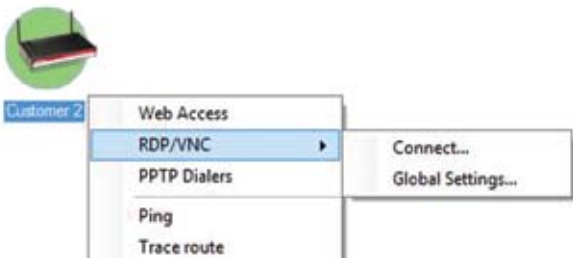 Customer 2
Web Access
RDP/VNC
Connect...
Global Settings...
PPTP Dialers
Ping
Trace route